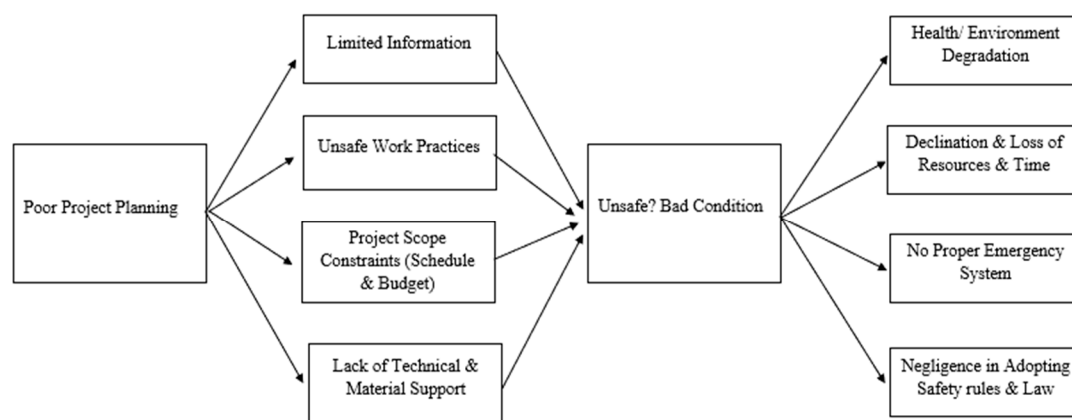 Poor Project Planning
Limited Information
Unsafe Work Practices
Project Scope
Constraints (Schedule
& Budget)
Lack of Technical &
Material Support
Unsafe? Bad Condition
Health/ Environment
Degradation
Declination & Loss of
Resources & Time
No Proper Emergency
System
Negligence in Adopting
Safety rules & Law